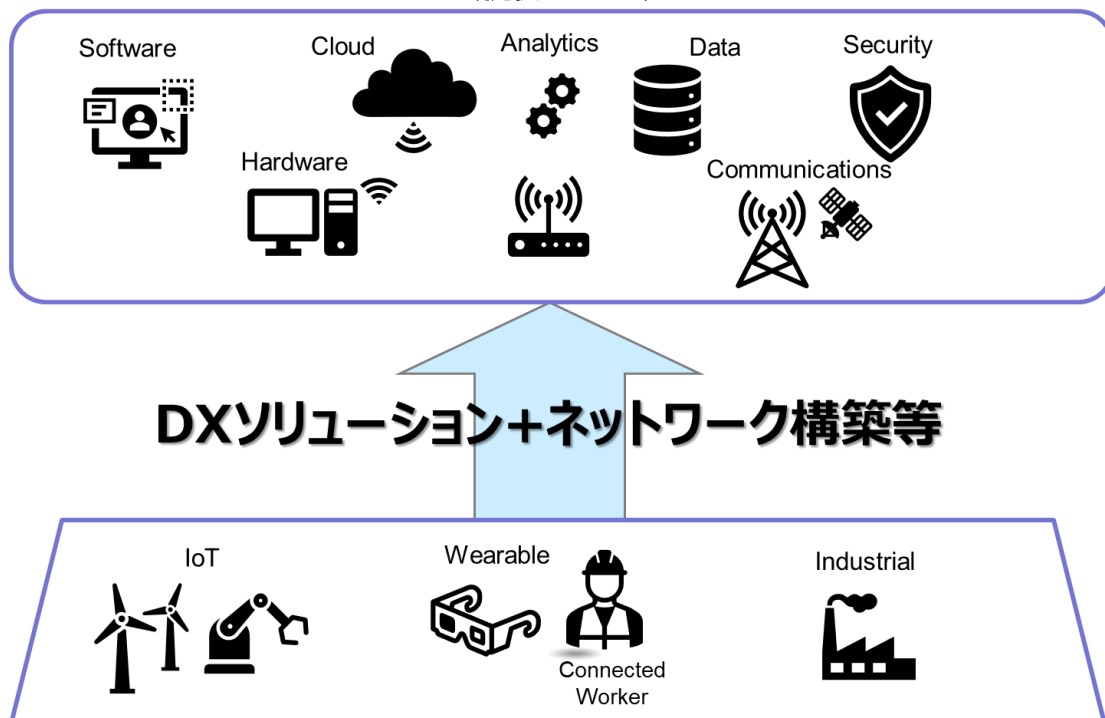 Software
Cloud
Analytics
Data
Security
Hardware
Communications
DXソリューション+ネットワーク構築等
IoT
Wearable
Industrial
Connected
Worker